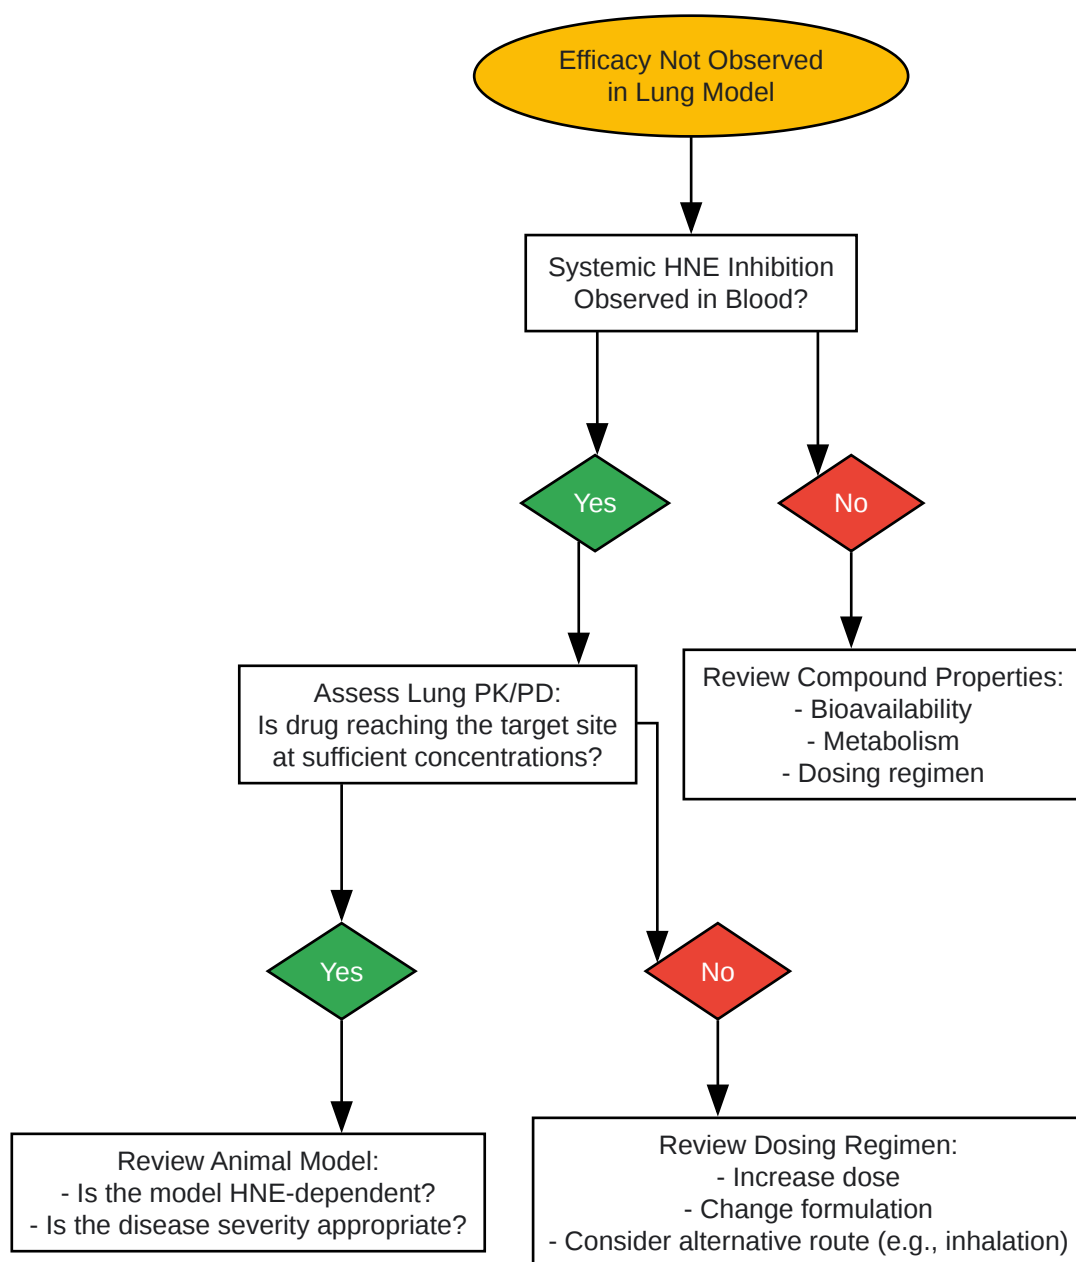 Efficacy Not Observed
in Lung Model
Systemic HNE Inhibition
Observed in Blood?
Yes
No
Assess Lung PK/PD:
Is drug reaching the target site
at sufficient concentrations?
Review Compound Properties:
- Bioavailability
- Metabolism
- Dosing regimen
Yes
No
Review Animal Model:
- Is the model HNE-dependent?
- Is the disease severity appropriate?
Review Dosing Regimen:
- Increase dose
- Change formulation
- Consider alternative route (e.g., inhalation)